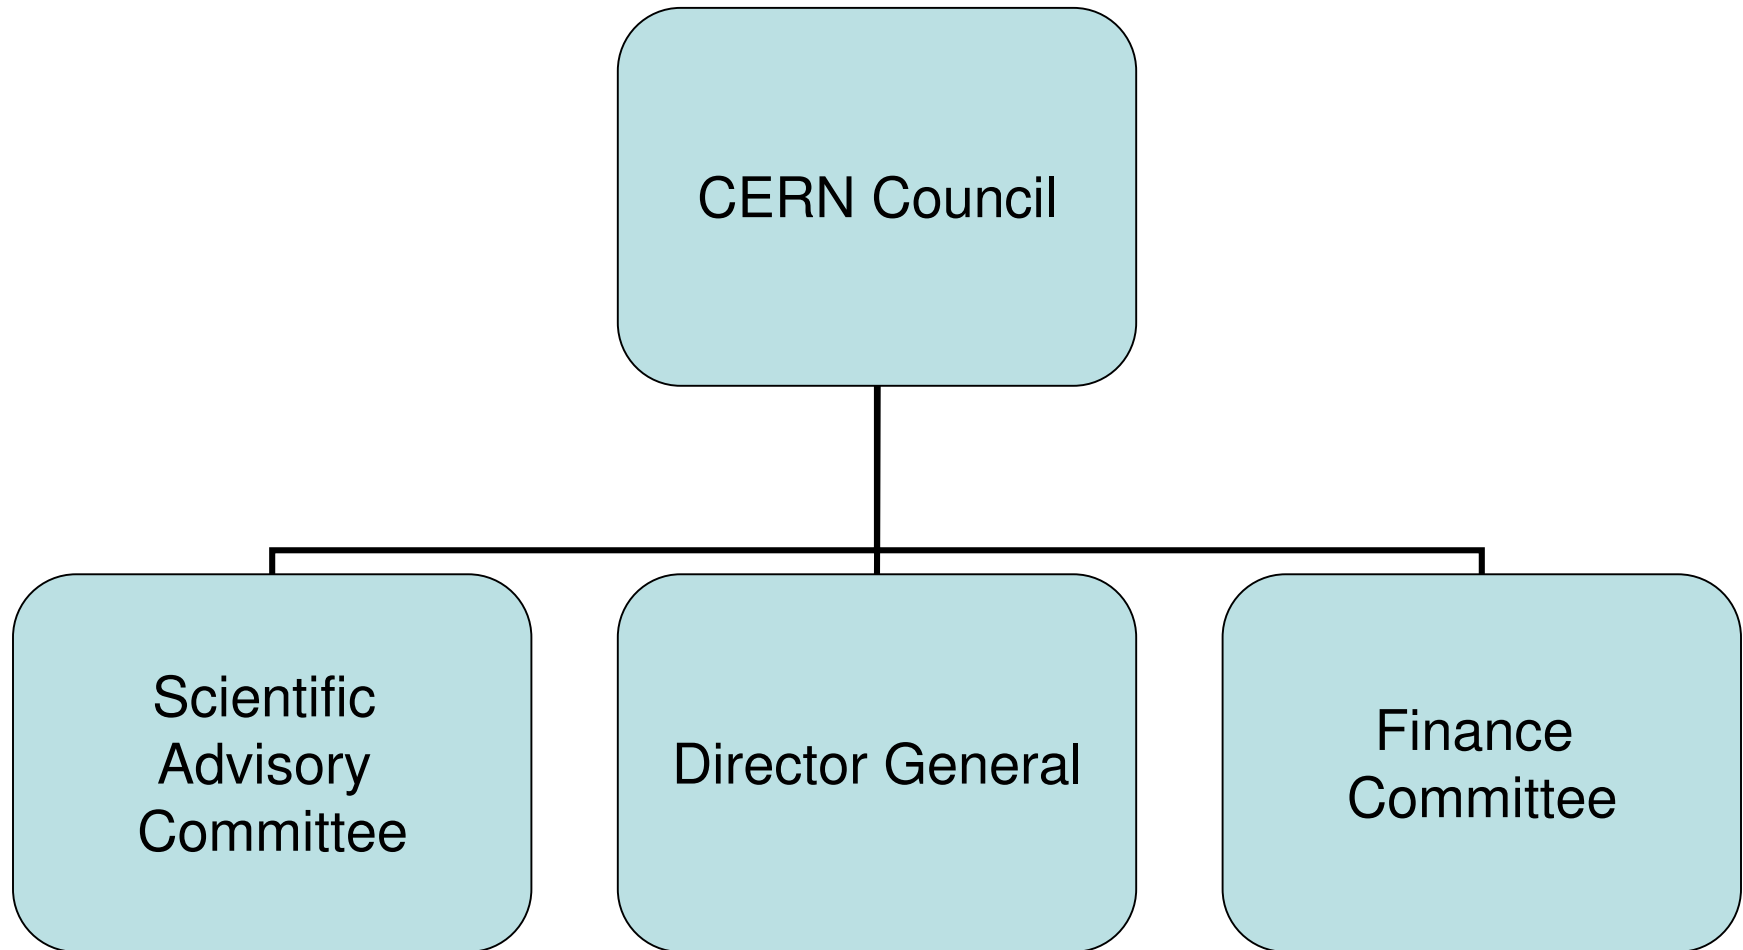 CERN Council
Scientific
Advisory
Committee
Director General
Finance
Committee